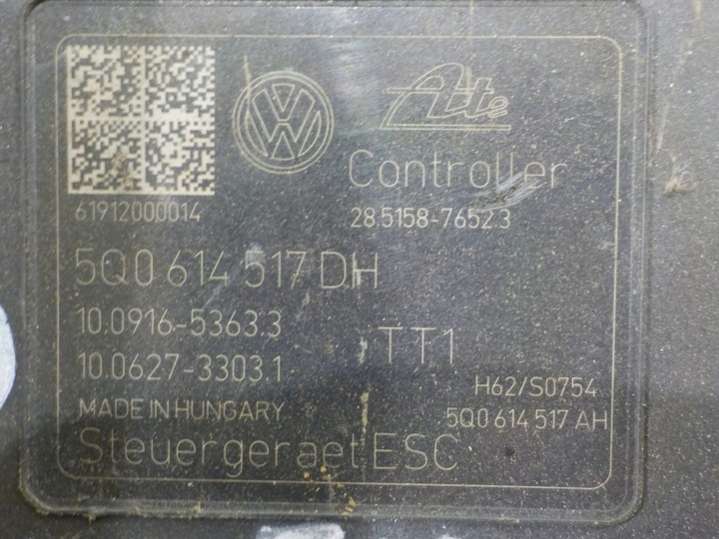 VW
Ate
Controller
61912000014
28.5158-7652.3
5Q0 614 517 DH
10.0916-5363.3
TT1
10.0627-3303.1
H62/S0754
MADE IN HUNGARY
5Q0 614 517 AH
Steuergeraet ESC